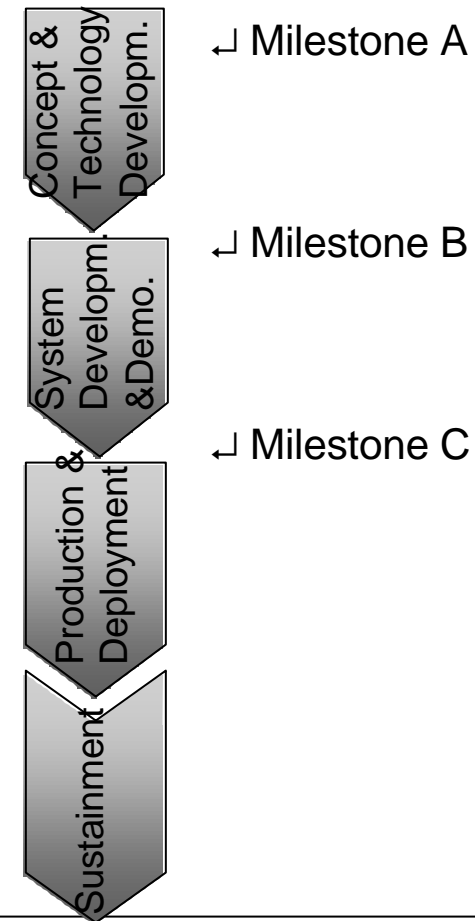 Concept &
Technology
Developm.
↵ Milestone A
System
Developm.
&Demo.
↵ Milestone B
Production &
Deployment
↵ Milestone C
Sustainment